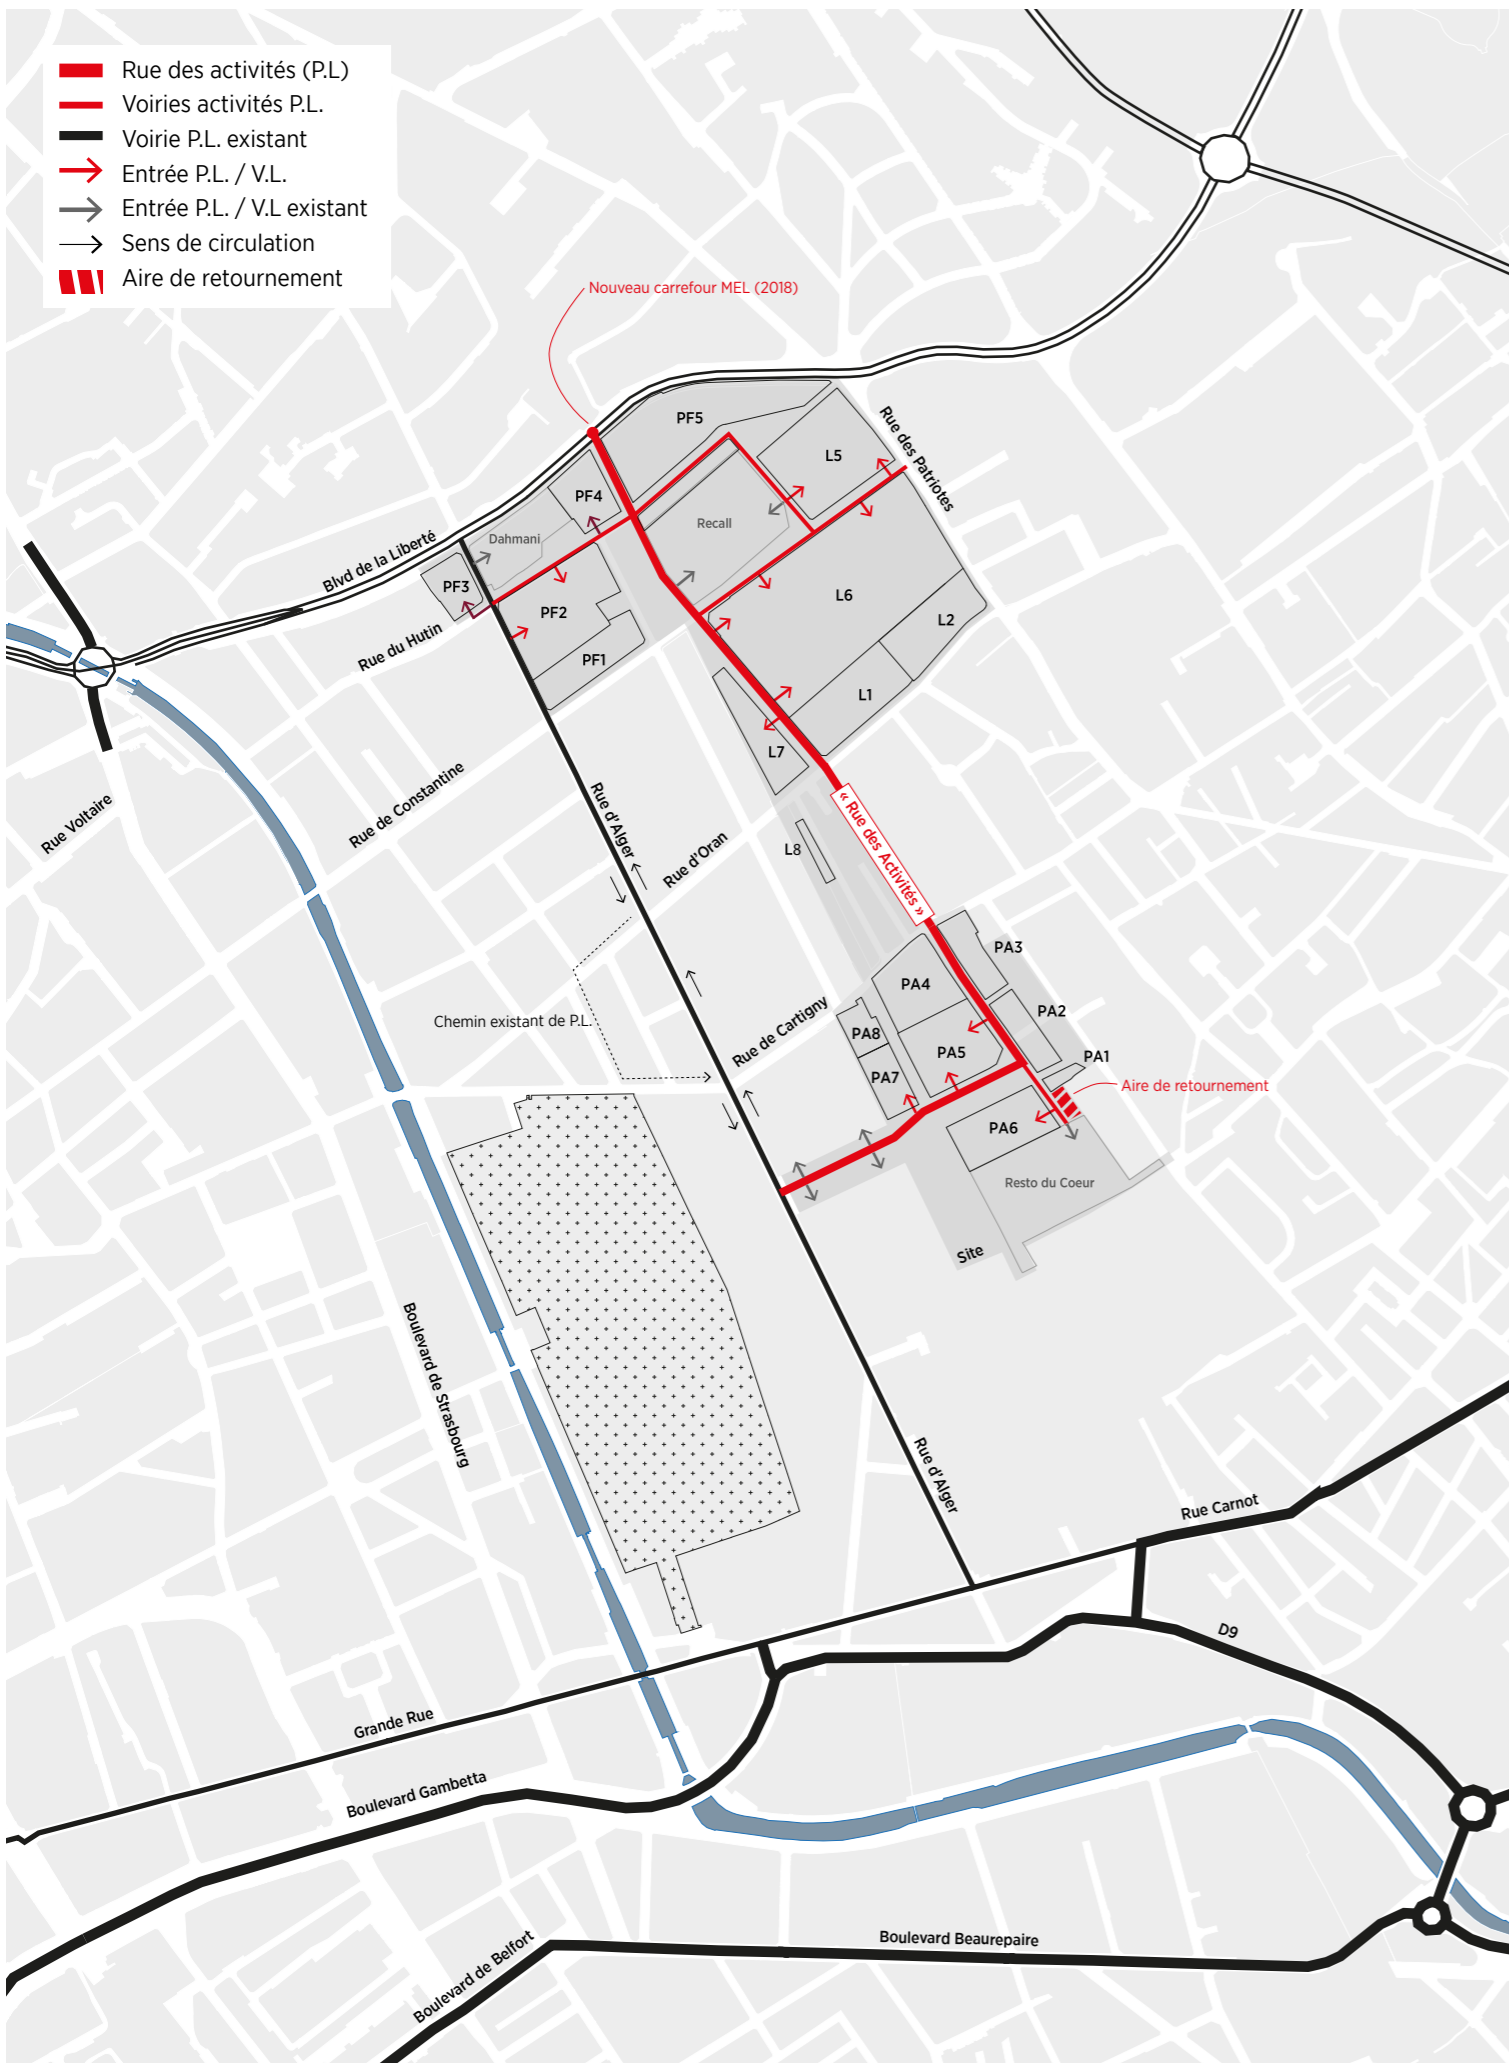 Rue des activités (P.L)
Voiries activités P.L.
Voirie P.L. existant
Entrée P.L. / V.L.
Entrée P.L. / V.L existant
Sens de circulation
Aire de retournement
Nouveau carrefour MEL (2018)
PF5
Rue des Patriotes
L5
PF4
Recall
Dahmani
Blvd de la Liberté
PF3
L6
PF2
L2
Rue du Hutin
PF1
L1
L7
Rue de Constantine
Rue Voltaire
Rue d'Alger
« Rue des Activités »
Rue d'Oran
L8
PA3
PA4
PA2
Chemin existant de P.L.
Rue de Cartigny
PA8
PA5
PA1
PA7
Aire de retournement
PA6
Resto du Coeur
Site
Boulevard de Strasbourg
Rue d'Alger
Rue Carnot
D9
Grande Rue
Boulevard Gambetta
Boulevard Beaurepaire
Boulevard de Belfort